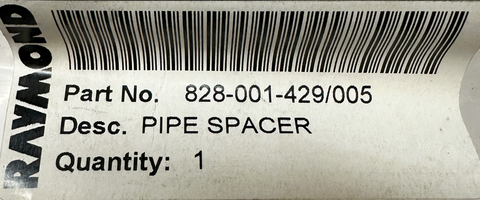 RAYMOND
Part No. 828-001-429/005
Desc. PIPE SPACER
Quantity: 1